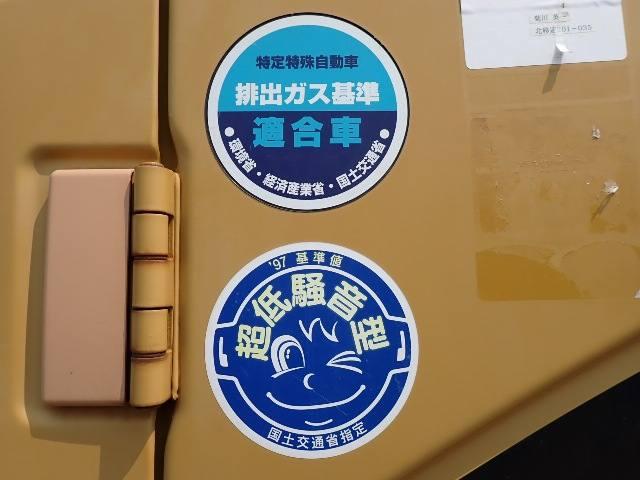 特定特殊自動車
排出ガス基準
適合車
●環境省・経済産業省・国土交通省●
'97 基準値
超低騒音型
国土交通省指定